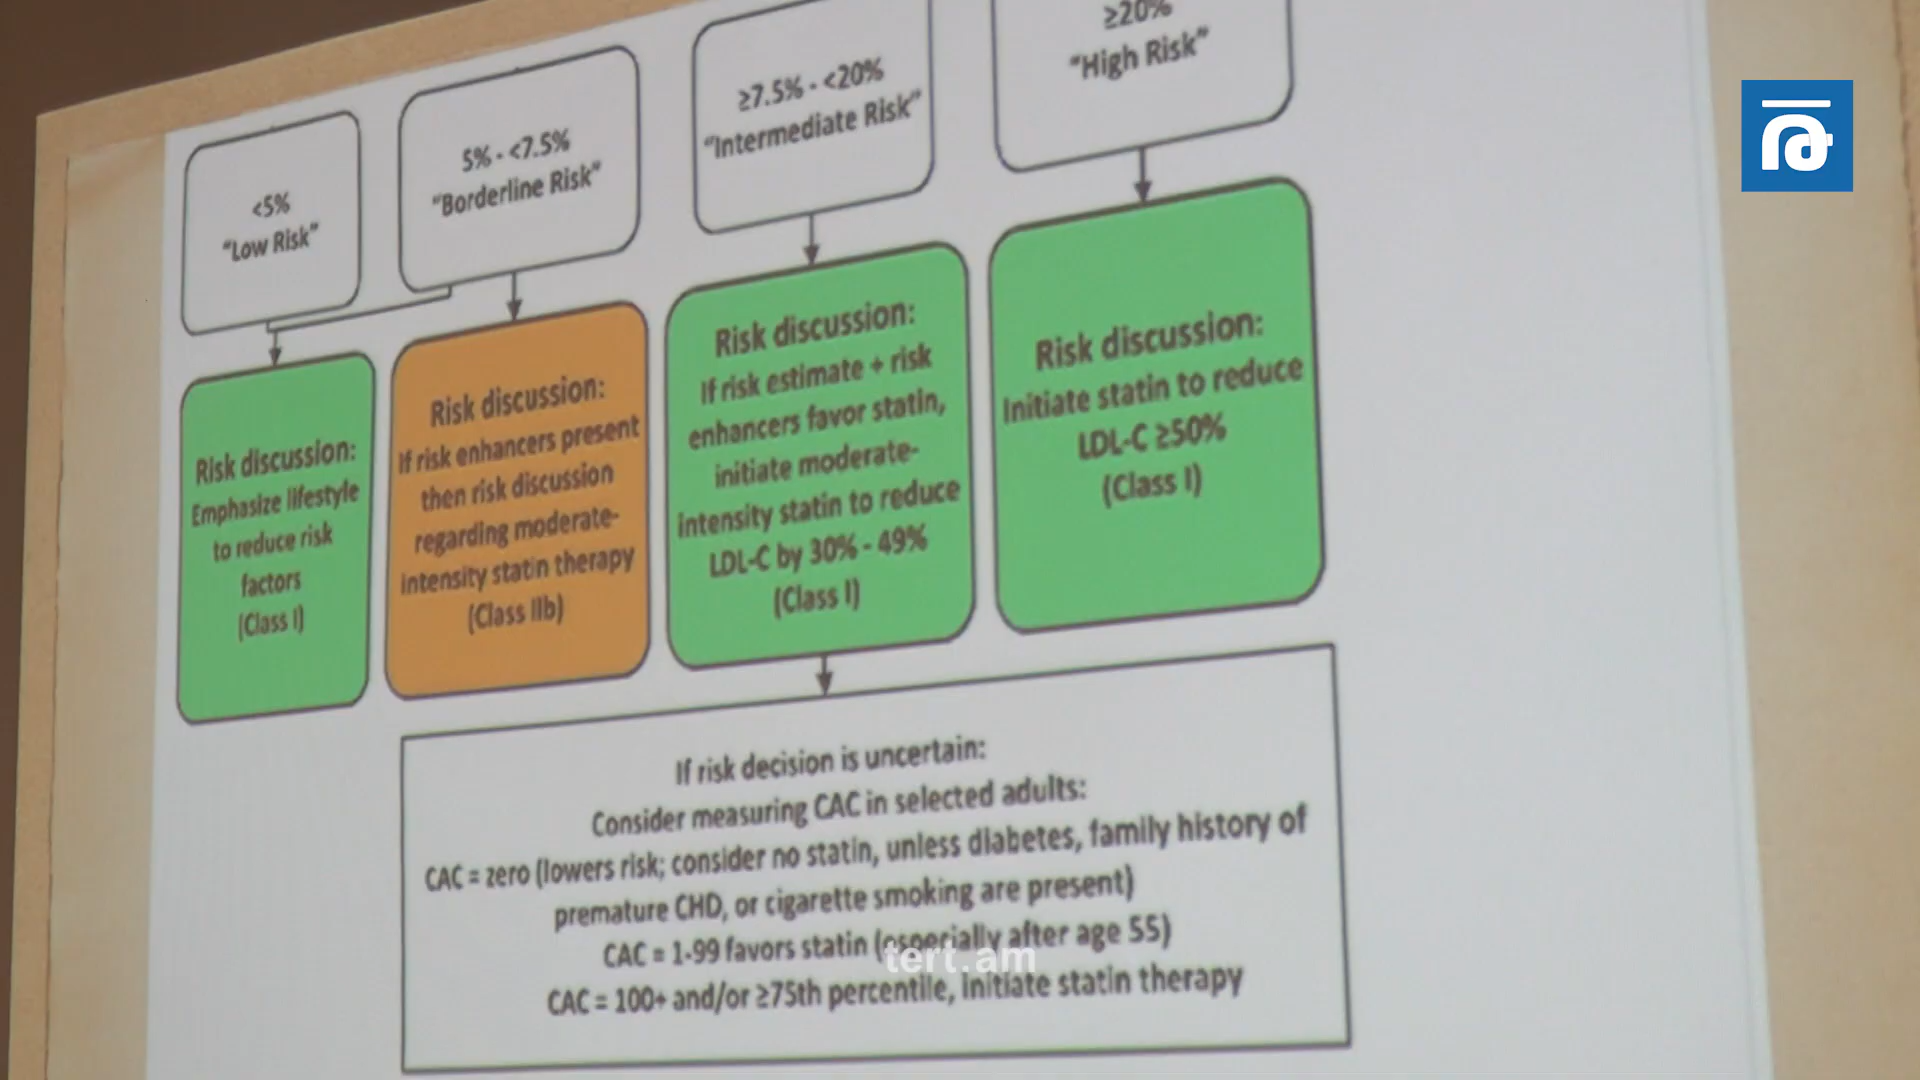 <5%
"Low Risk"
5% - <7.5%
"Borderline Risk"
≥7.5% - <20%
"Intermediate Risk"
≥20%
"High Risk"
Risk discussion:
Emphasize lifestyle
to reduce risk
factors
(Class I)
Risk discussion:
If risk enhancers present
then risk discussion
regarding moderate-
intensity statin therapy
(Class IIb)
Risk discussion:
If risk estimate + risk
enhancers favor statin,
initiate moderate-
intensity statin to reduce
LDL-C by 30% - 49%
(Class I)
Risk discussion:
Initiate statin to reduce
LDL-C ≥50%
(Class I)
If risk decision is uncertain:
Consider measuring CAC in selected adults:
CAC = zero (lowers risk; consider no statin, unless diabetes, family history of
premature CHD, or cigarette smoking are present)
CAC = 1-99 favors statin (especially after age 55)
CAC = 100+ and/or ≥75th percentile, initiate statin therapy
tert.am